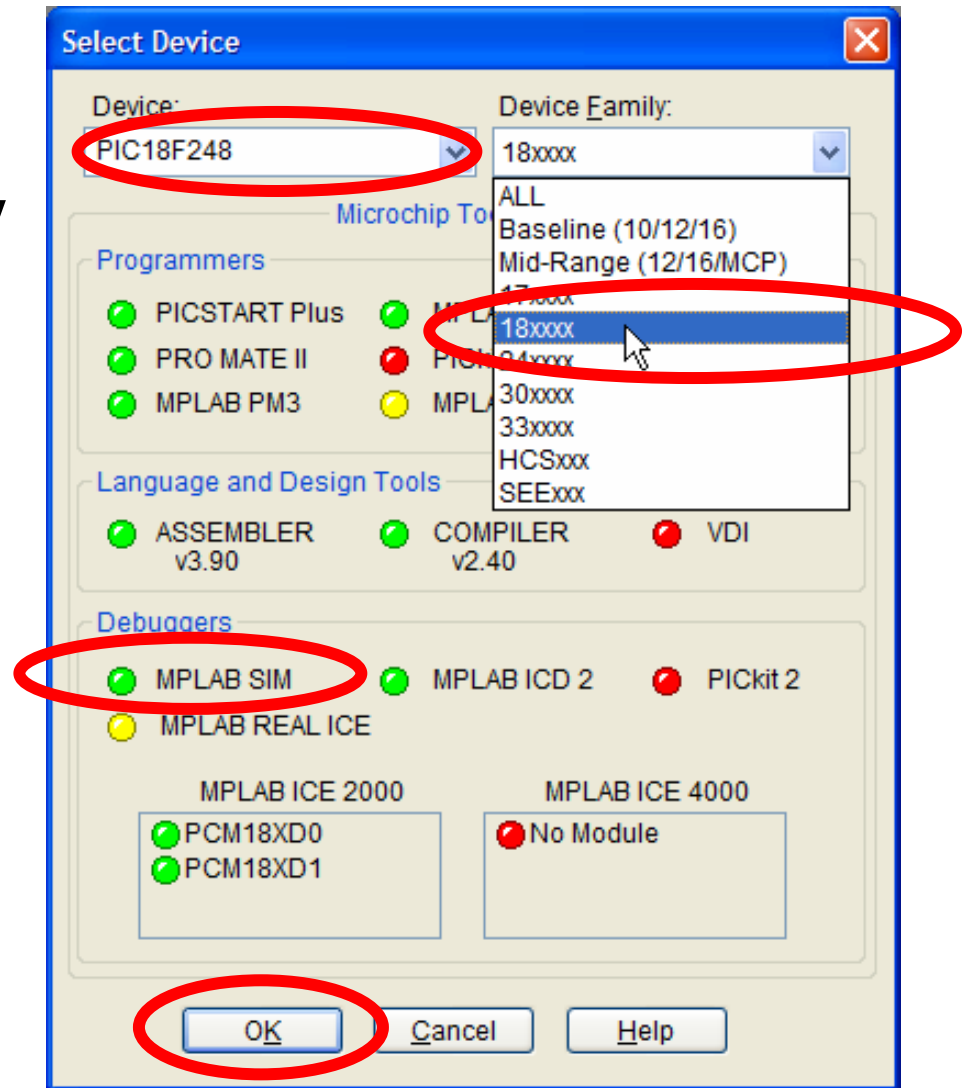 Select Device
Device: Device Family:
PIC18F248 18xxxx
ALL
Baseline (10/12/16)
Mid-Range (12/16/MCP)
17xxxx
18xxxx
24xxxx
30xxxx
33xxxx
HCSxxx
SEExxx
Microchip
Programmers
PICSTART Plus
PRO MATE II
MPLAB PM3
Language and Design Tools
ASSEMBLER COMPILER VDI
v3.90 v2.40
Debuggers
MPLAB SIM MPLAB ICD 2 PICkit 2
MPLAB REAL ICE
MPLAB ICE 2000 MPLAB ICE 4000
PCM18XD0 No Module
PCM18XD1
OK Cancel Help